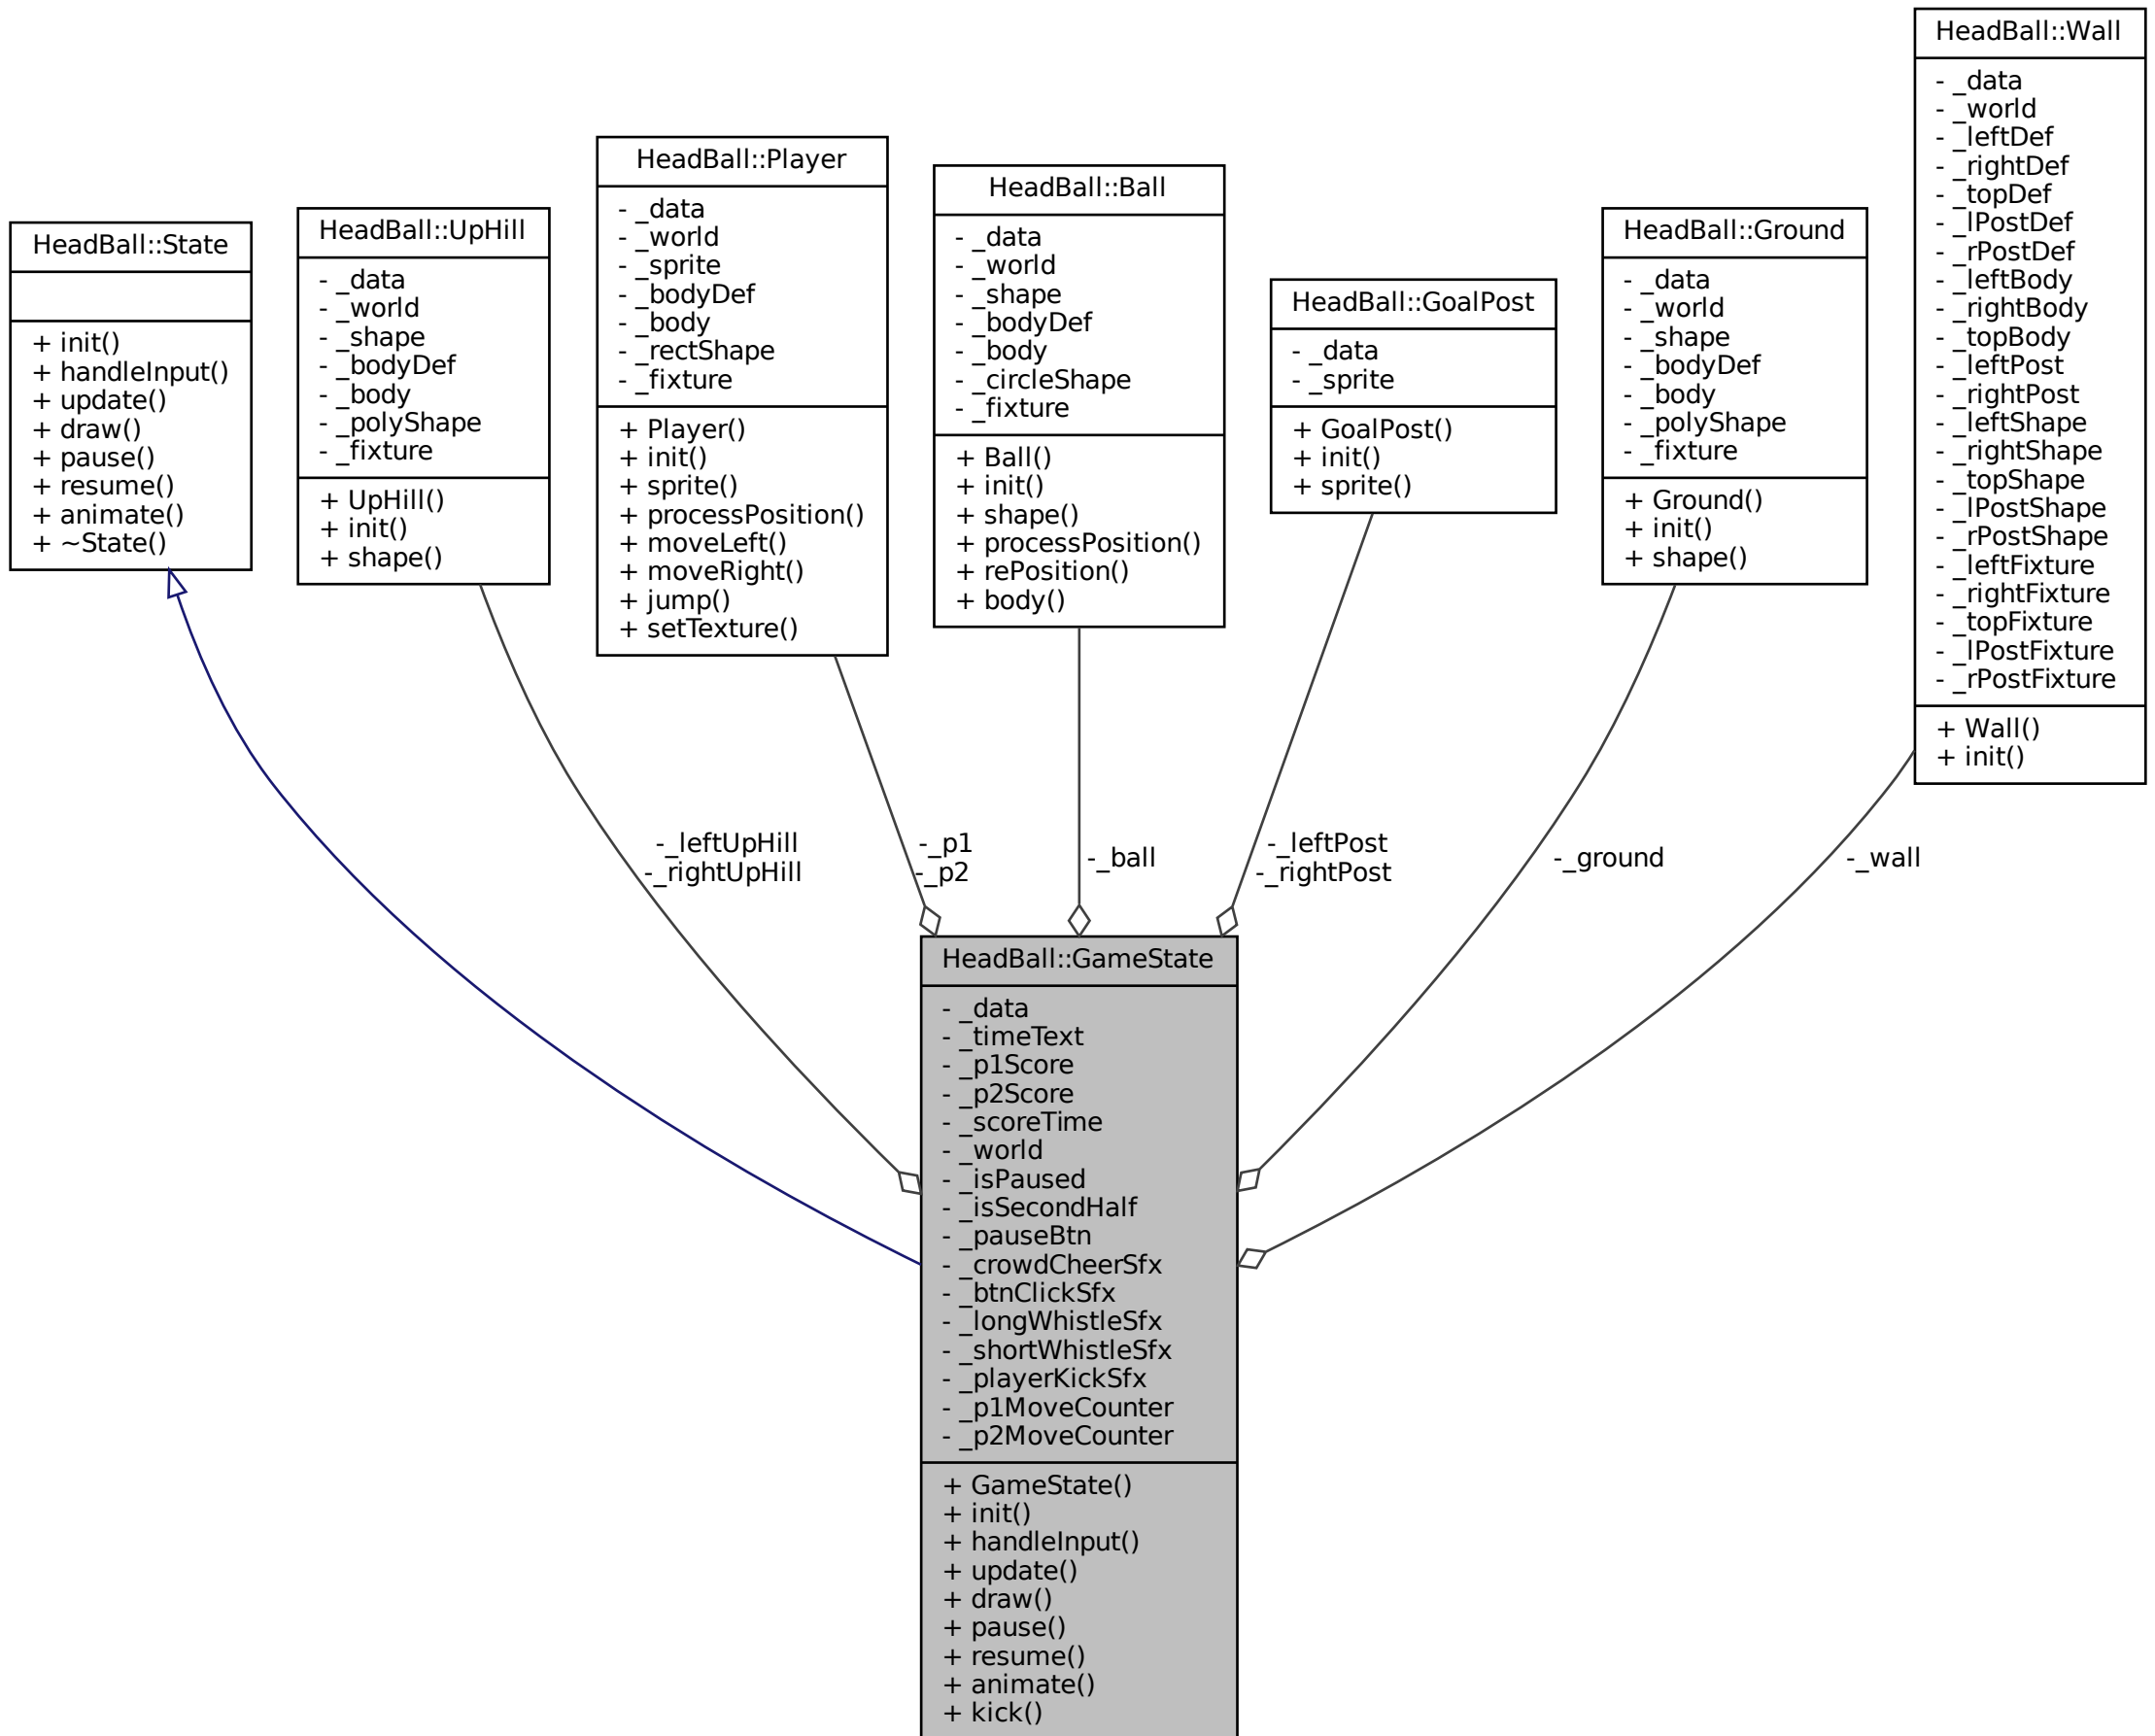 HeadBall::State
+ init()
+ handleInput()
+ update()
+ draw()
+ pause()
+ resume()
+ animate()
+ ~State()
HeadBall::UpHill
- _data
- _world
- _shape
- _bodyDef
- _body
- _polyShape
- _fixture
+ UpHill()
+ init()
+ shape()
HeadBall::Player
- _data
- _world
- _sprite
- _bodyDef
- _body
- _rectShape
- _fixture
+ Player()
+ init()
+ sprite()
+ processPosition()
+ moveLeft()
+ moveRight()
+ jump()
+ setTexture()
HeadBall::Ball
- _data
- _world
- _shape
- _bodyDef
- _body
- _circleShape
- _fixture
+ Ball()
+ init()
+ shape()
+ processPosition()
+ rePosition()
+ body()
HeadBall::GoalPost
- _data
- _sprite
+ GoalPost()
+ init()
+ sprite()
HeadBall::Ground
- _data
- _world
- _shape
- _bodyDef
- _body
- _polyShape
- _fixture
+ Ground()
+ init()
+ shape()
HeadBall::Wall
- _data
- _world
- _leftDef
- _rightDef
- _topDef
- _lPostDef
- _rPostDef
- _leftBody
- _rightBody
- _topBody
- _leftPost
- _rightPost
- _leftShape
- _rightShape
- _topShape
- _lPostShape
- _rPostShape
- _leftFixture
- _rightFixture
- _topFixture
- _lPostFixture
- _rPostFixture
+ Wall()
+ init()
-_leftUpHill
-_rightUpHill
-_p1
-_p2
-_ball
-_leftPost
-_rightPost
-_ground
-_wall
HeadBall::GameState
- _data
- _timeText
- _p1Score
- _p2Score
- _scoreTime
- _world
- _isPaused
- _isSecondHalf
- _pauseBtn
- _crowdCheerSfx
- _btnClickSfx
- _longWhistleSfx
- _shortWhistleSfx
- _playerKickSfx
- _p1MoveCounter
- _p2MoveCounter
+ GameState()
+ init()
+ handleInput()
+ update()
+ draw()
+ pause()
+ resume()
+ animate()
+ kick()